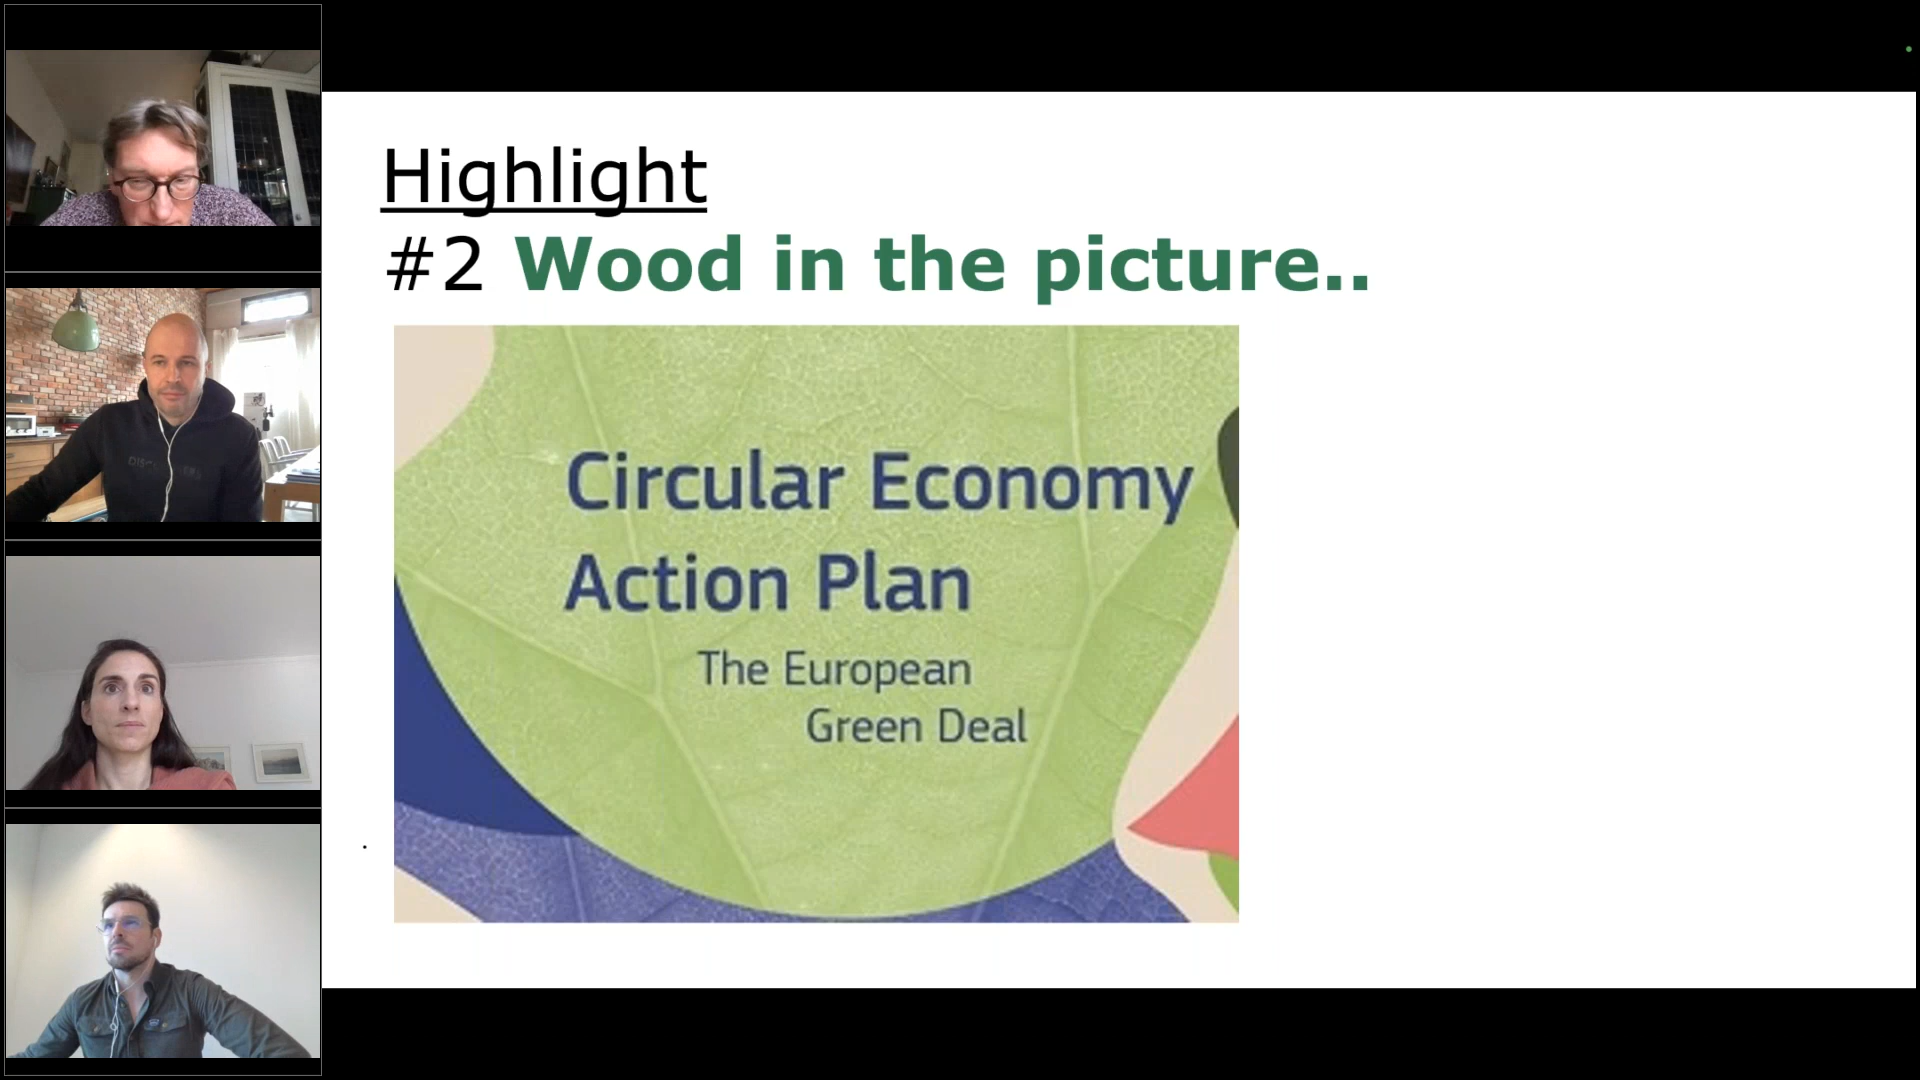 Highlight
#2 Wood in the picture..
Circular Economy
Action Plan
The European
Green Deal